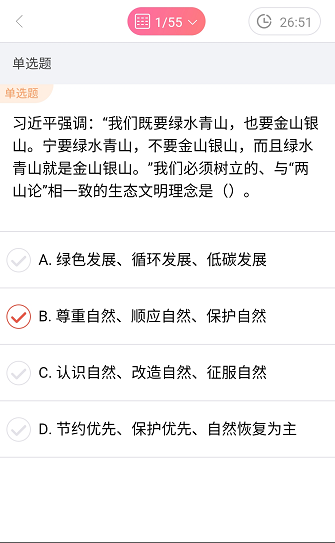 1/55
26:51
单选题
单选题
习近平强调：“我们既要绿水青山，也要金山银
山。宁要绿水青山，不要金山银山，而且绿水
青山就是金山银山。”我们必须树立的、与“两
山论”相一致的生态文明理念是（）。
A. 绿色发展、循环发展、低碳发展
B. 尊重自然、顺应自然、保护自然
C. 认识自然、改造自然、征服自然
D. 节约优先、保护优先、自然恢复为主